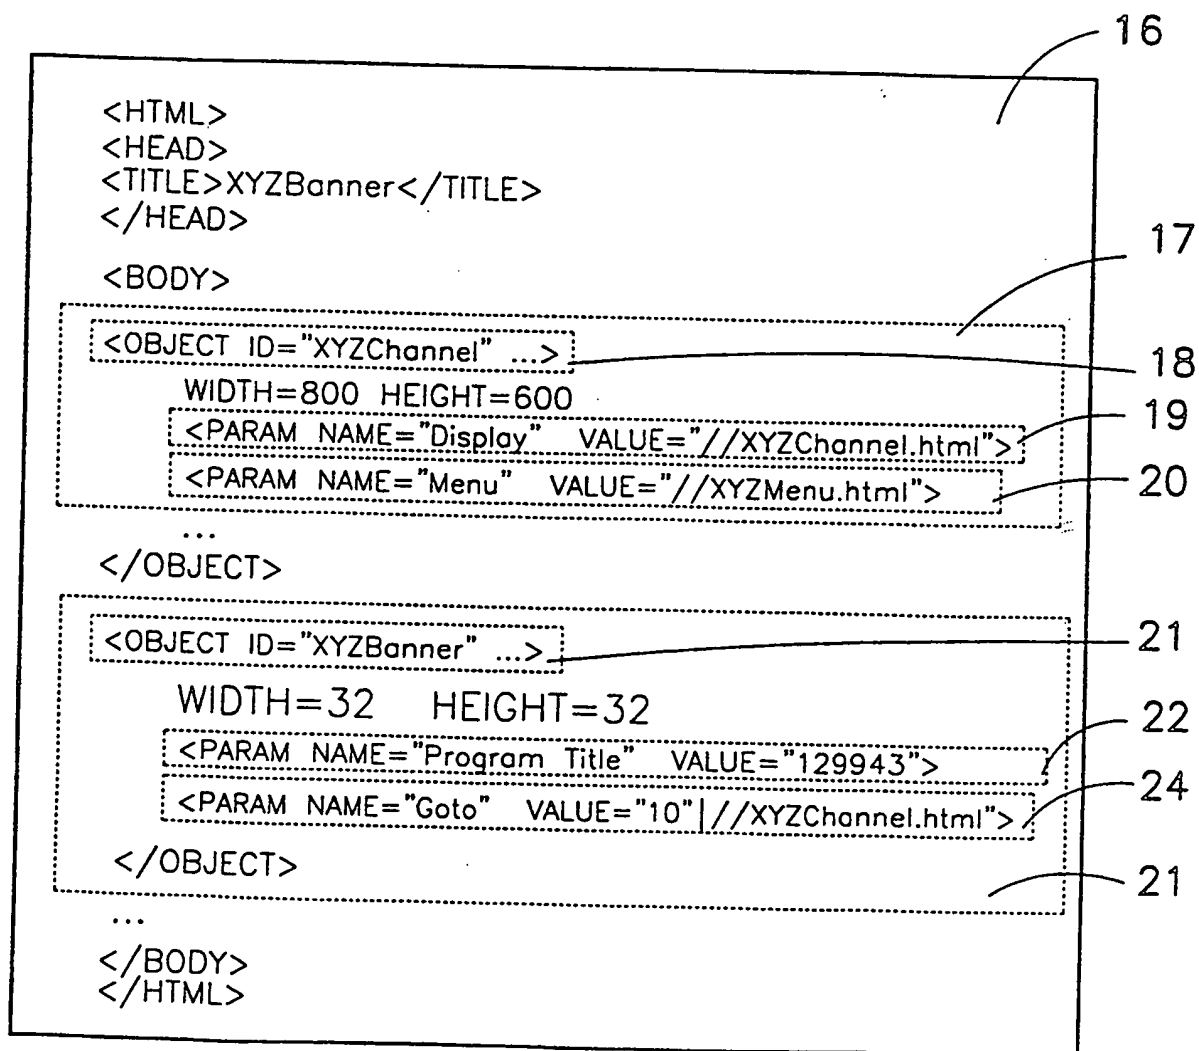 16
<HTML>
<HEAD>
<TITLE>XYZBanner</TITLE>
</HEAD>
17
<BODY>
<OBJECT ID="XYZChannel" ...>
18
WIDTH=800 HEIGHT=600
<PARAM NAME="Display" VALUE="//XYZChannel.html">
19
<PARAM NAME="Menu" VALUE="//XYZMenu.html">
20
...
</OBJECT>
<OBJECT ID="XYZBanner" ...>
21
WIDTH=32 HEIGHT=32
<PARAM NAME="Program Title" VALUE="129943">
22
<PARAM NAME="Goto" VALUE="10"|//XYZChannel.html">
24
</OBJECT>
21
...
</BODY>
</HTML>